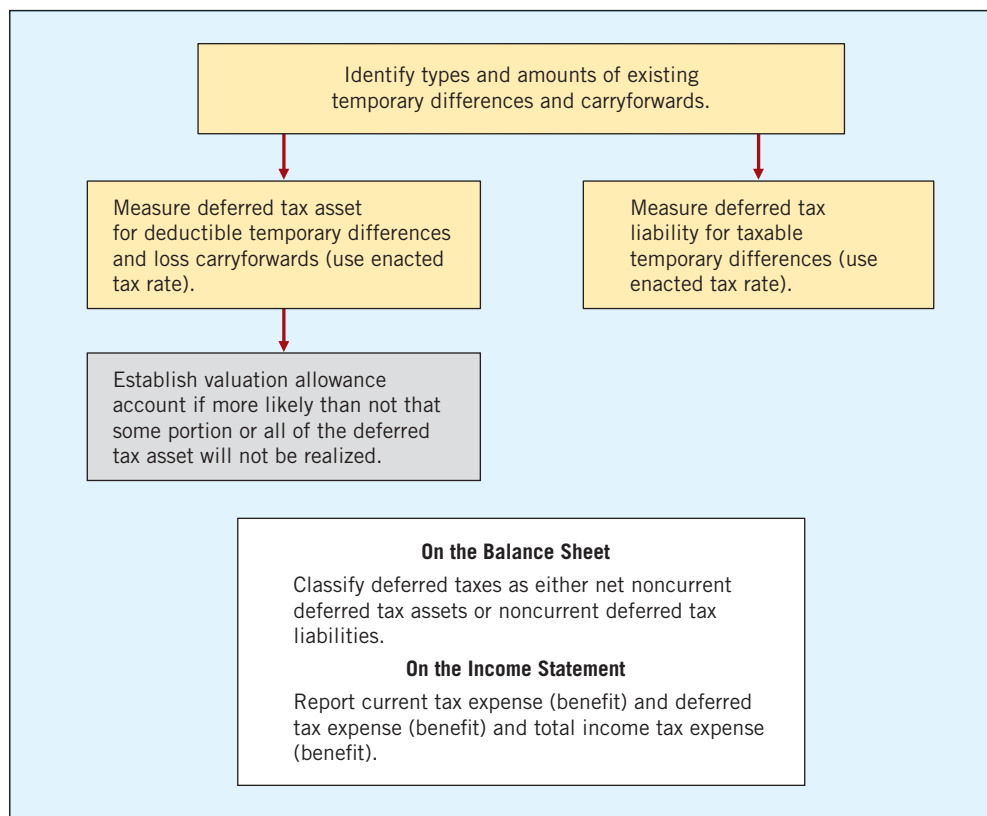 Identify types and amounts of existing
temporary differences and carryforwards.
Measure deferred tax asset
for deductible temporary differences
and loss carryforwards (use enacted
tax rate).
Measure deferred tax
liability for taxable
temporary differences (use
enacted tax rate).
Establish valuation allowance
account if more likely than not that
some portion or all of the deferred
tax asset will not be realized.
On the Balance Sheet
Classify deferred taxes as either net noncurrent
deferred tax assets or noncurrent deferred tax
liabilities.
On the Income Statement
Report current tax expense (benefit) and deferred
tax expense (benefit) and total income tax expense
(benefit).